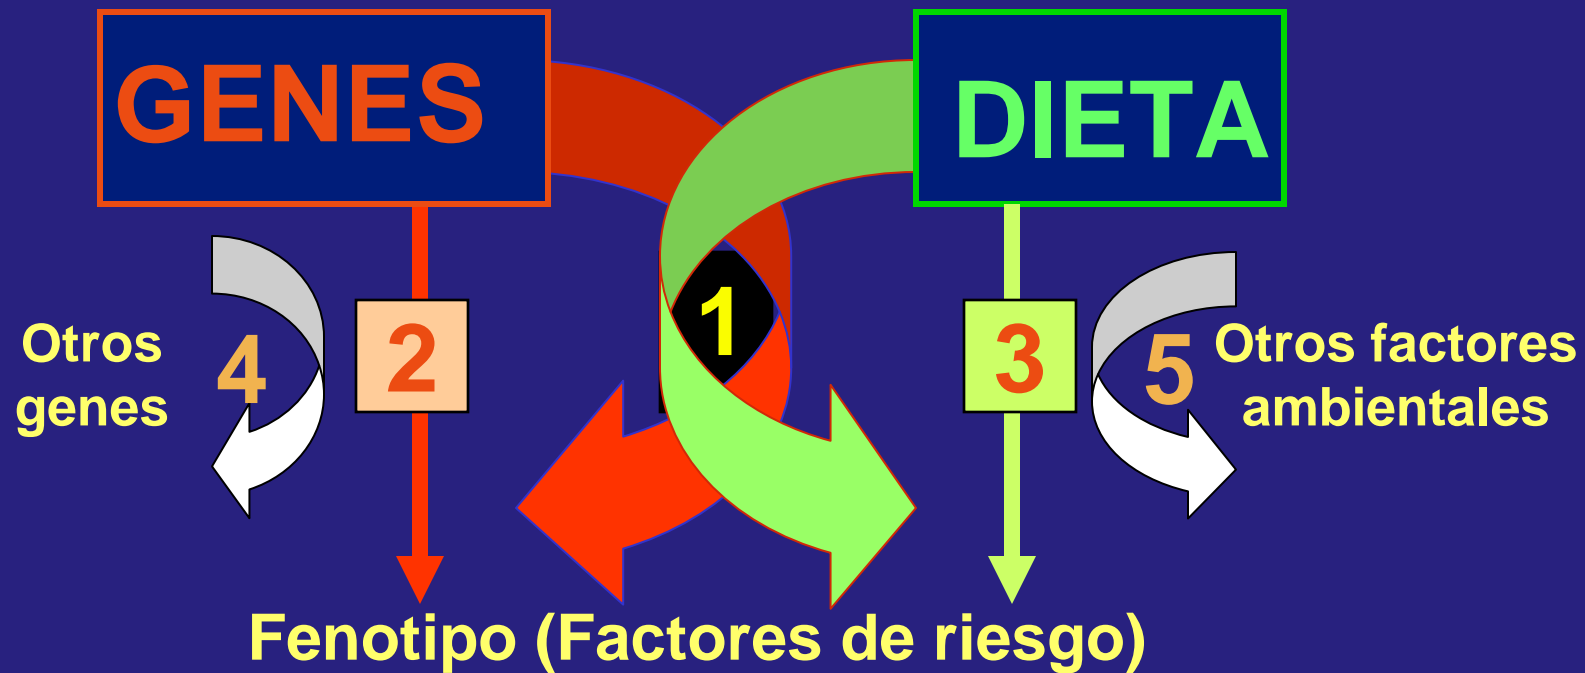 GENES
DIETA
1
Otros
genes
4
2
3
5
Otros factores
ambientales
Fenotipo (Factores de riesgo)